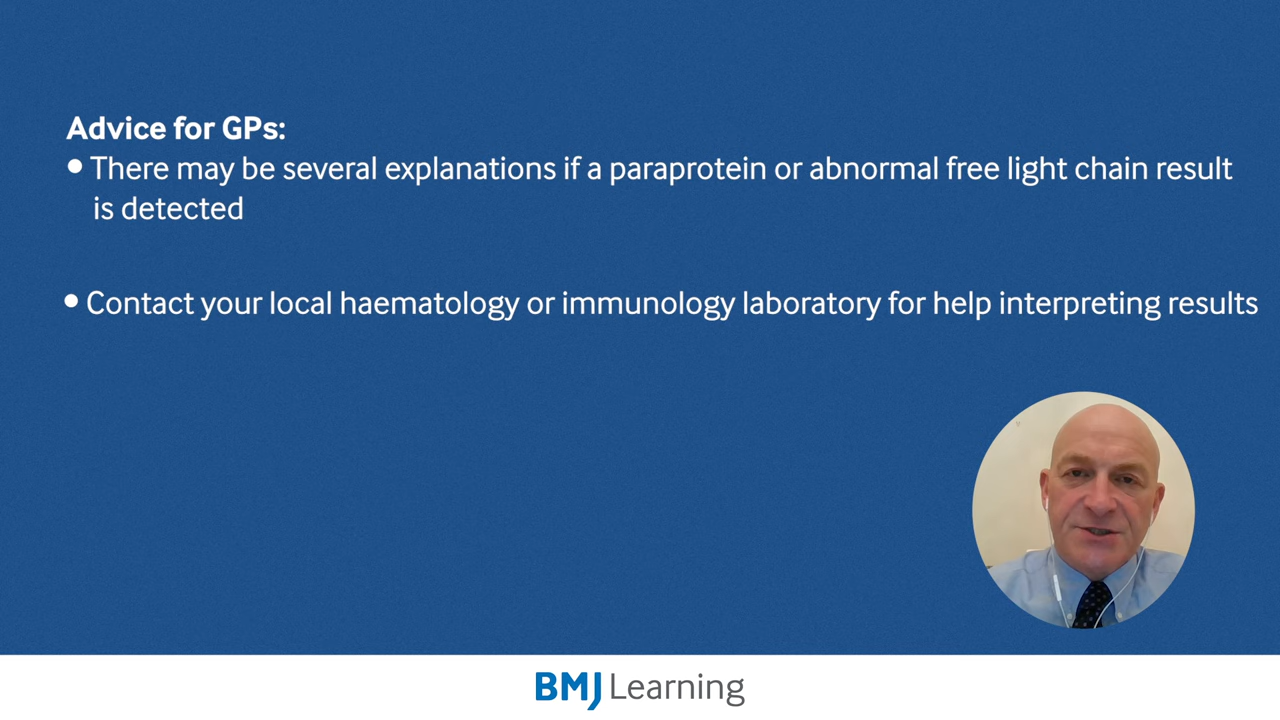 Advice for GPs:
• There may be several explanations if a paraprotein or abnormal free light chain result
is detected
• Contact your local haematology or immunology laboratory for help interpreting results
BMJ Learning